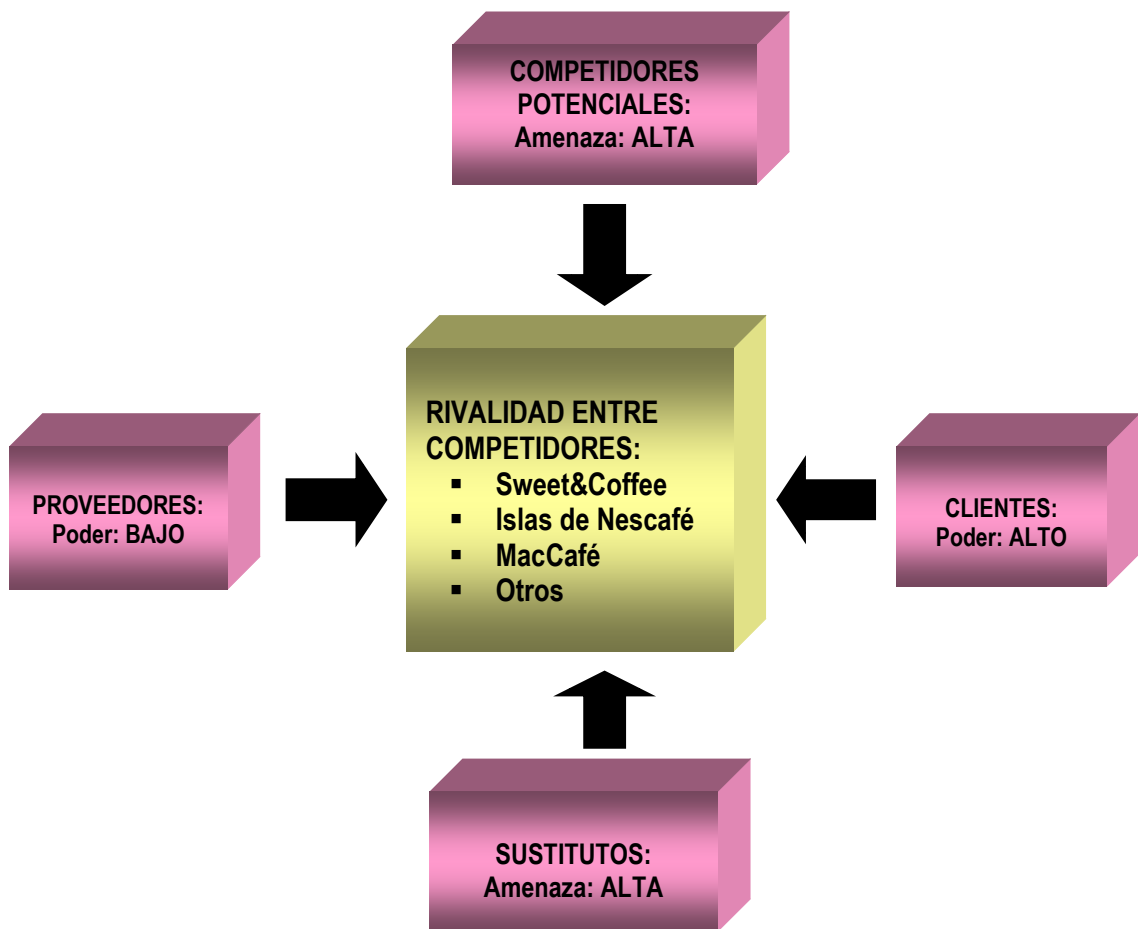 COMPETIDORES
POTENCIALES:
Amenaza: ALTA
RIVALIDAD ENTRE
COMPETIDORES:
▪ Sweet&Coffee
▪ Islas de Nescafé
▪ MacCafé
▪ Otros
PROVEEDORES:
Poder: BAJO
CLIENTES:
Poder: ALTO
SUSTITUTOS:
Amenaza: ALTA